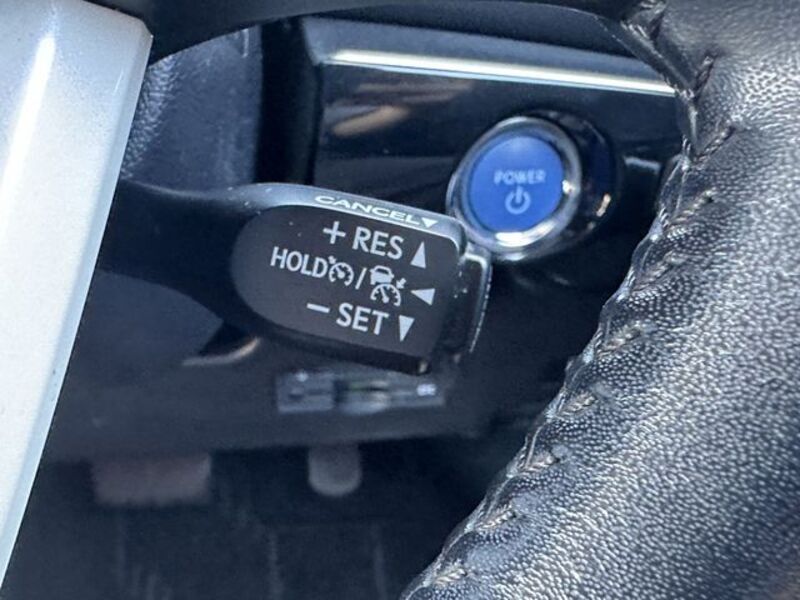 POWER
CANCEL▼
+ RES ▲
HOLD / ◀
− SET ▼